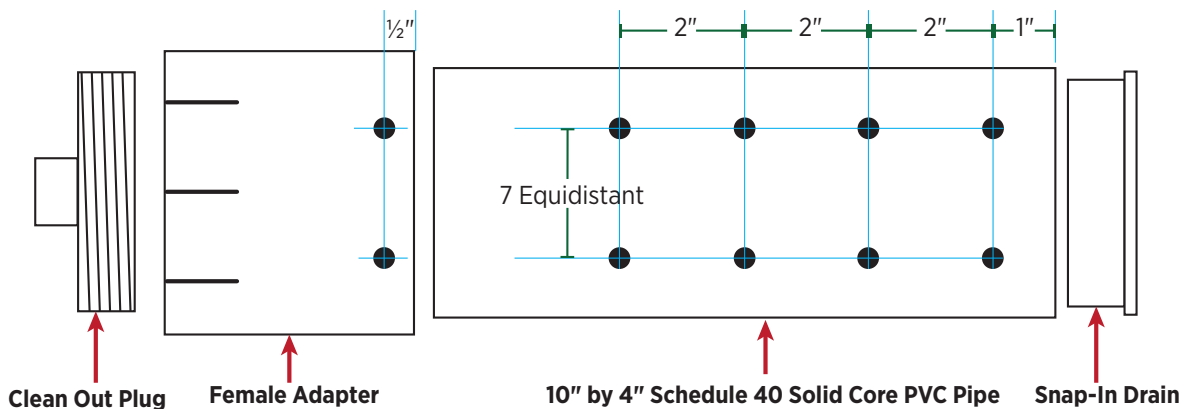 ½"
2"
2"
2"
1"
7 Equidistant
Clean Out Plug
Female Adapter
10" by 4" Schedule 40 Solid Core PVC Pipe
Snap-In Drain